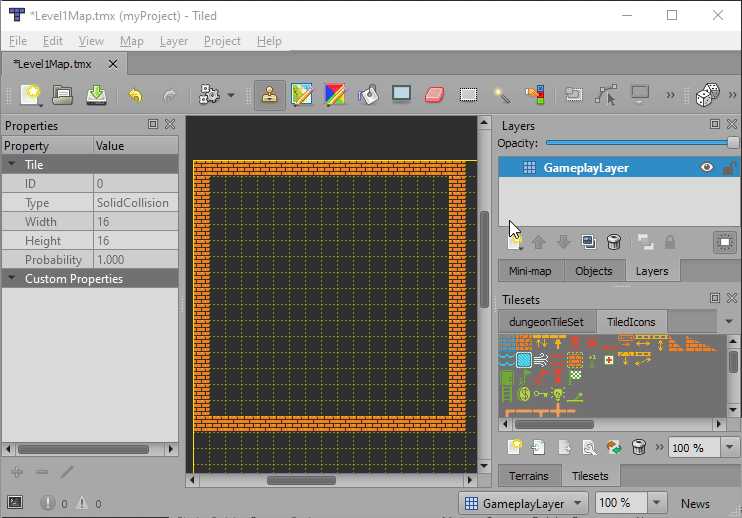 *Level1Map.tmx (myProject) - Tiled
File Edit View Map Layer Project Help
*Level1Map.tmx
Properties
Property Value
Tile
ID 0
Type SolidCollision
Width 16
Height 16
Probability 1.000
Custom Properties
0 0
Layers
Opacity:
GameplayLayer
Mini-map Objects Layers
Tilesets
dungeonTileSet TiledIcons
100 %
Terrains Tilesets
GameplayLayer 100 % News